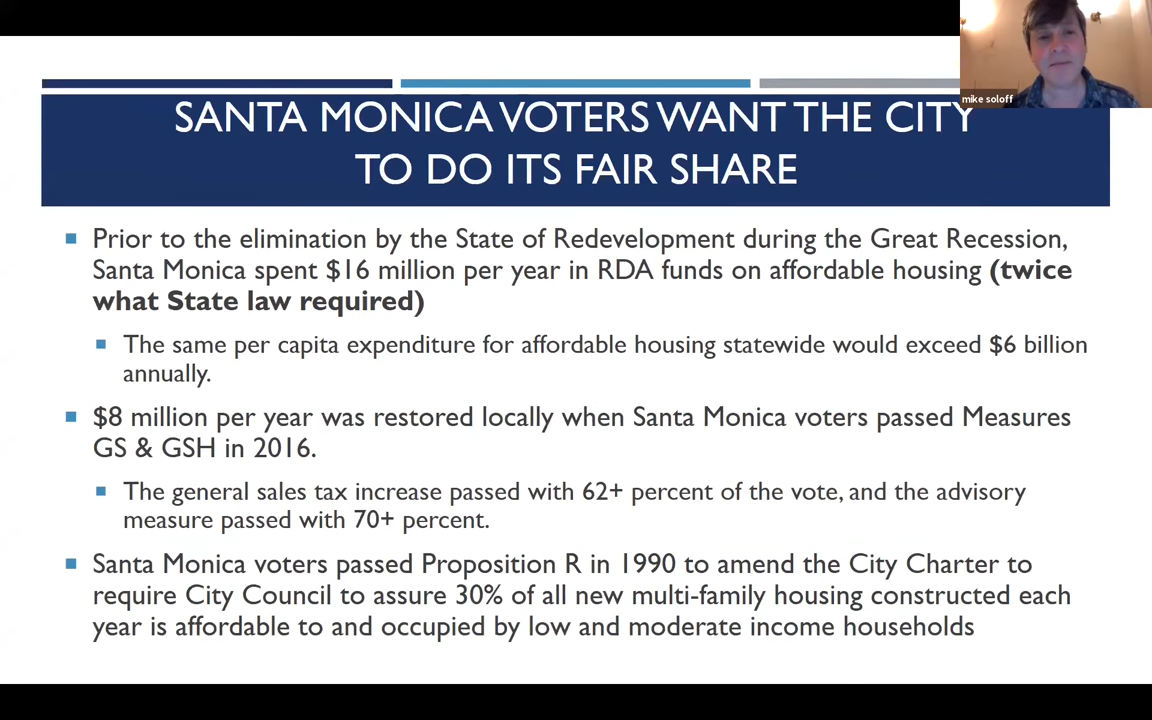 mike soloff
SANTA MONICA VOTERS WANT THE CITY
TO DO ITS FAIR SHARE
Prior to the elimination by the State of Redevelopment during the Great Recession,
Santa Monica spent $16 million per year in RDA funds on affordable housing (twice
what State law required)
The same per capita expenditure for affordable housing statewide would exceed $6 billion
annually.
$8 million per year was restored locally when Santa Monica voters passed Measures
GS & GSH in 2016.
The general sales tax increase passed with 62+ percent of the vote, and the advisory
measure passed with 70+ percent.
Santa Monica voters passed Proposition R in 1990 to amend the City Charter to
require City Council to assure 30% of all new multi-family housing constructed each
year is affordable to and occupied by low and moderate income households